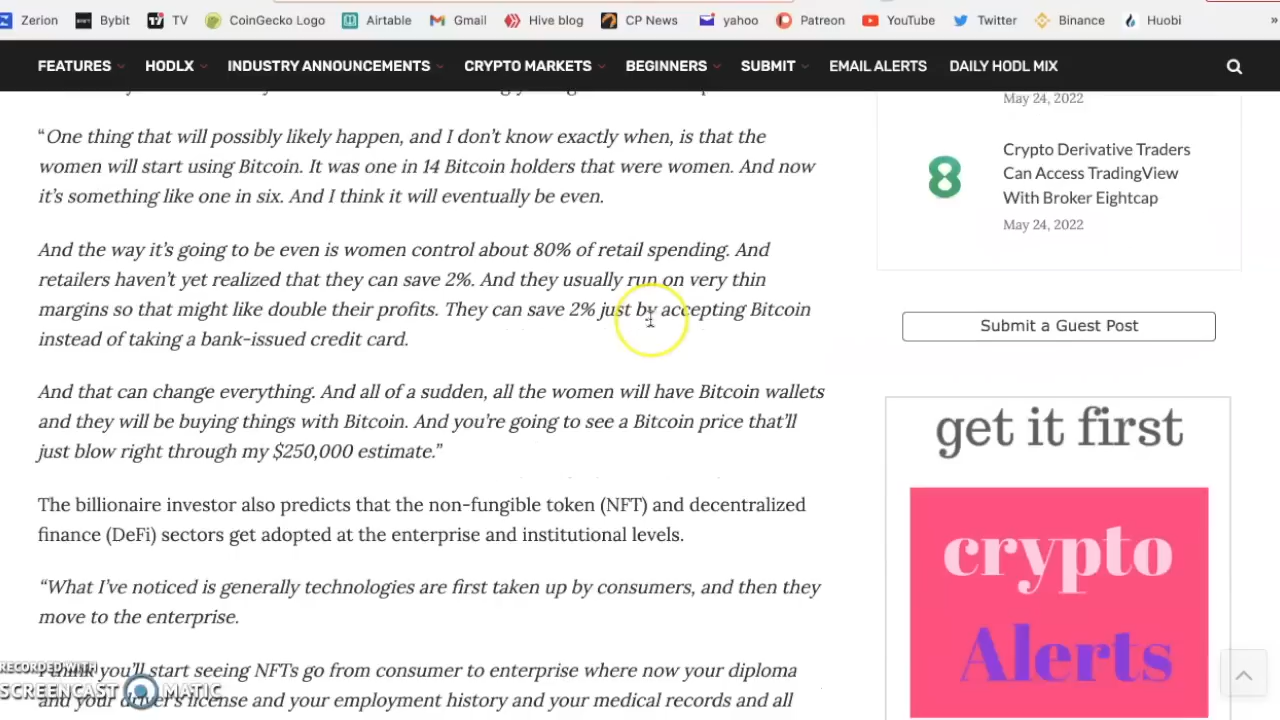 Zerion Bybit TV CoinGecko Logo Airtable Gmail Hive blog CP News yahoo Patreon YouTube Twitter Binance Huobi »
FEATURES HODLX INDUSTRY ANNOUNCEMENTS CRYPTO MARKETS BEGINNERS SUBMIT EMAIL ALERTS DAILY HODL MIX
“One thing that will possibly likely happen, and I don’t know exactly when, is that the
women will start using Bitcoin. It was one in 14 Bitcoin holders that were women. And now
it’s something like one in six. And I think it will eventually be even.
And the way it’s going to be even is women control about 80% of retail spending. And
retailers haven’t yet realized that they can save 2%. And they usually run on very thin
margins so that might like double their profits. They can save 2% just by accepting Bitcoin
instead of taking a bank-issued credit card.
And that can change everything. And all of a sudden, all the women will have Bitcoin wallets
and they will be buying things with Bitcoin. And you’re going to see a Bitcoin price that’ll
just blow right through my $250,000 estimate.”
The billionaire investor also predicts that the non-fungible token (NFT) and decentralized
finance (DeFi) sectors get adopted at the enterprise and institutional levels.
“What I’ve noticed is generally technologies are first taken up by consumers, and then they
move to the enterprise.
think you’ll start seeing NFTs go from consumer to enterprise where now your diploma
and your driver’s license and your employment history and your medical records and all
May 24, 2022
Crypto Derivative Traders
Can Access TradingView
With Broker Eightcap
May 24, 2022
Submit a Guest Post
get it first
crypto
Alerts
RECORDED WITH
SCREENCAST MATIC